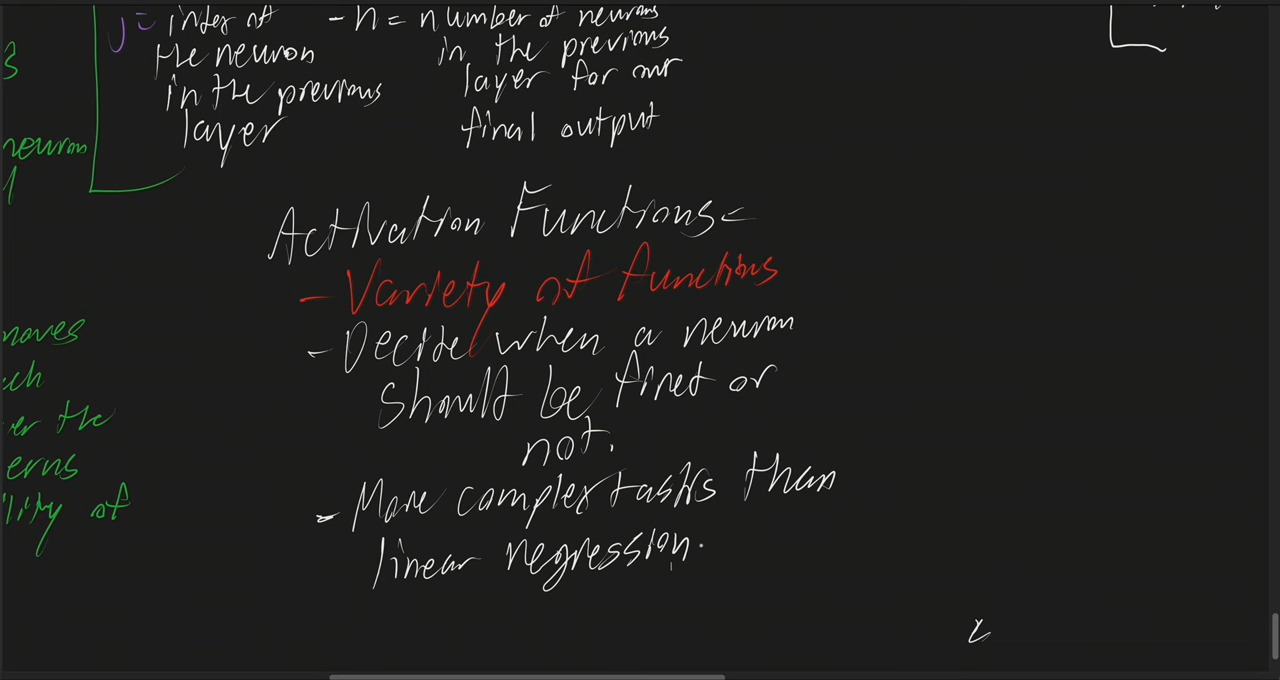 J = index of
the neuron
in the previous
layer
- n = number of neurons
in the previous
layer for our
final output
s
neuron
Activation Functions =
- Variety of functions
- Decide when a neuron
should be fired or
not.
- More complex tasks than
linear regression.
moves
er the
erns
ility of